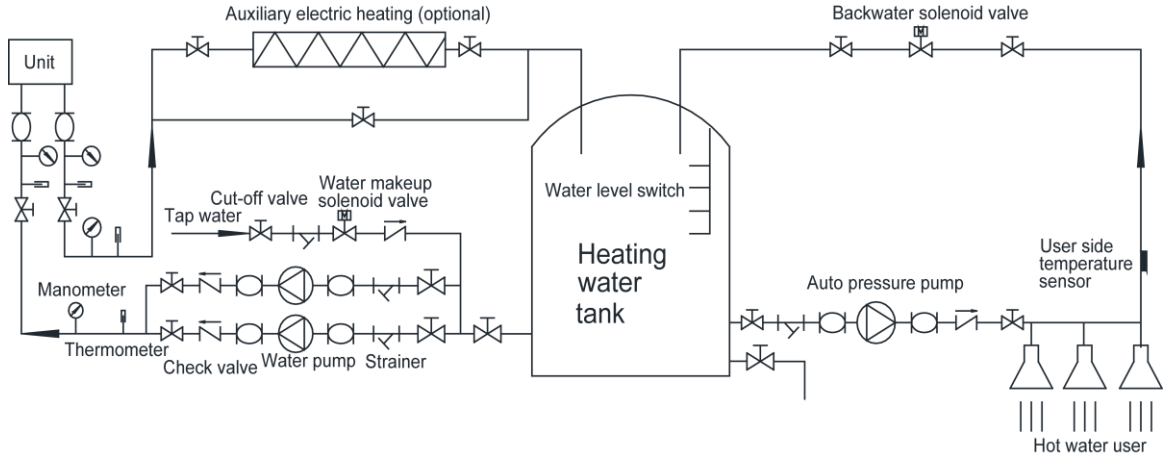 Auxiliary electric heating (optional)
Backwater solenoid valve
M
Unit
Water level switch
Water makeup
solenoid valve
Cut-off valve
M
Tap water
Heating
water
tank
User side
temperature
sensor
Auto pressure pump
Manometer
Thermometer
Check valve
Water pump
Strainer
Hot water user